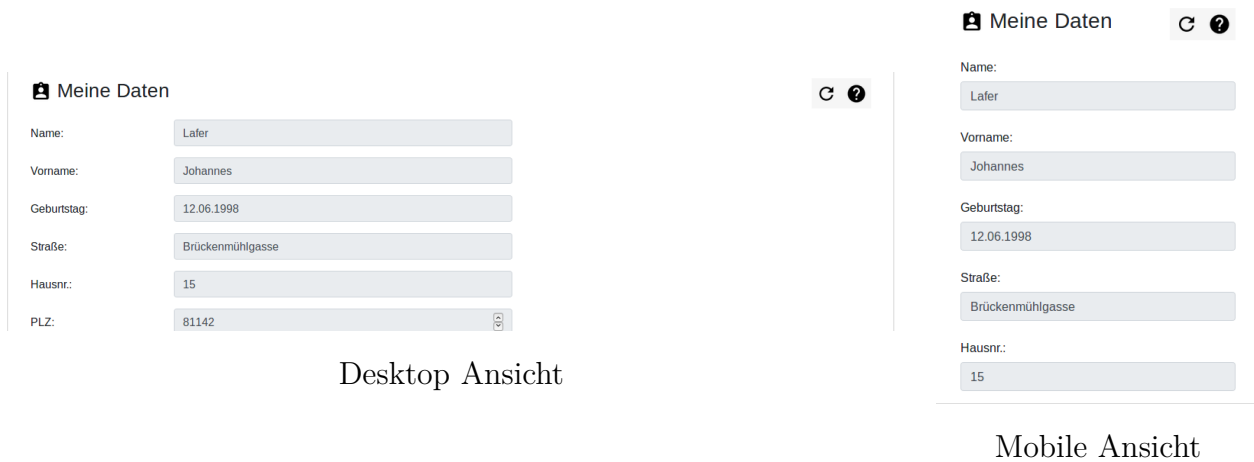 Meine Daten
Name: Lafer
Vorname: Johannes
Geburtstag: 12.06.1998
Straße: Brückenmühlgasse
Hausnr.: 15
PLZ: 81142
Desktop Ansicht
Meine Daten
Name:
Lafer
Vorname:
Johannes
Geburtstag:
12.06.1998
Straße:
Brückenmühlgasse
Hausnr.:
15
Mobile Ansicht